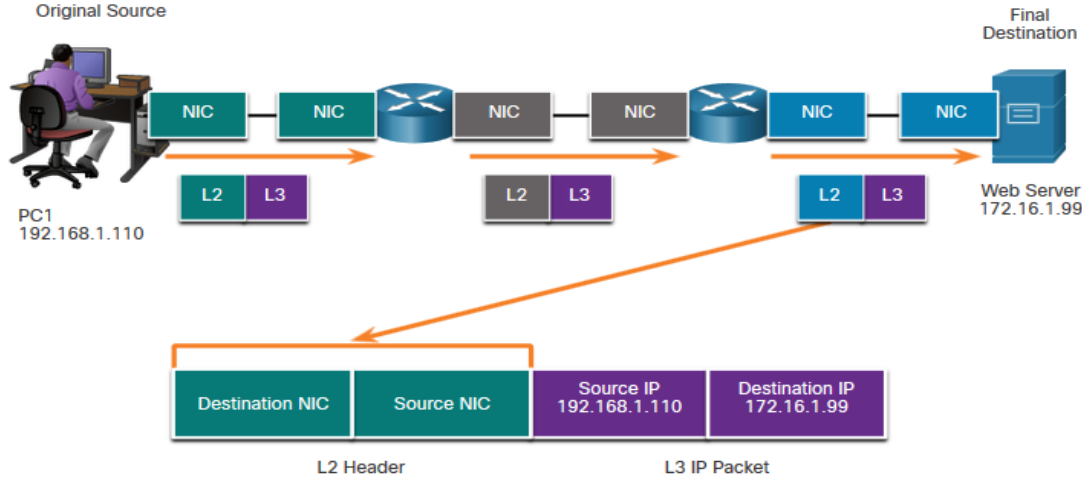 Original Source
Final
Destination
NIC
NIC
NIC
NIC
NIC
NIC
L2 L3
L2 L3
L2 L3
PC1
192.168.1.110
Web Server
172.16.1.99
Destination NIC
Source NIC
Source IP
192.168.1.110
Destination IP
172.16.1.99
L2 Header
L3 IP Packet